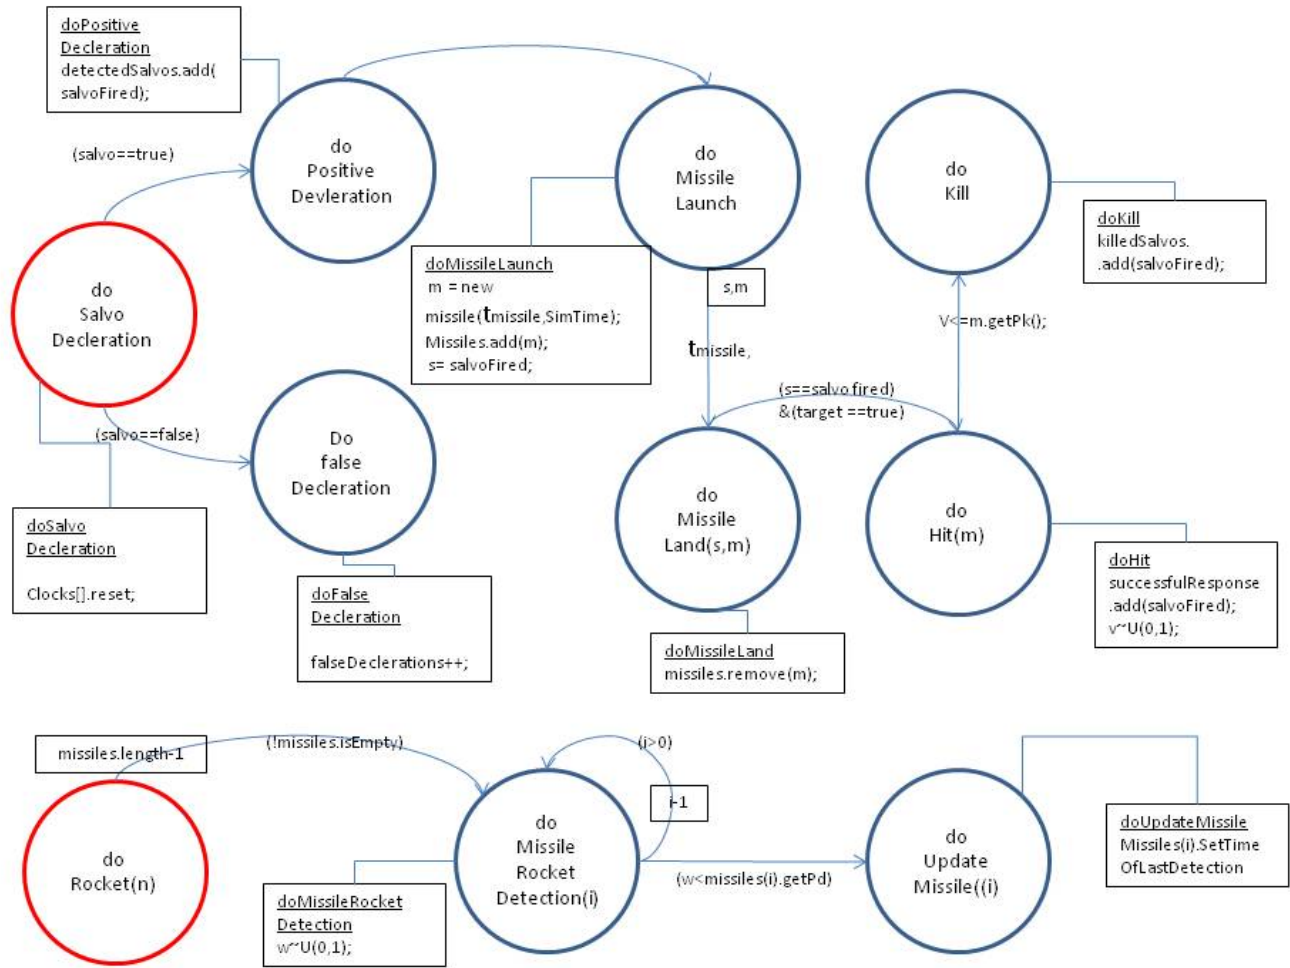 doPositive
Decleration
detectedSalvos.add(
salvoFired);
(salvo==true)
do
Positive
Devleration
do
Missile
Launch
do
Kill
doKill
killedSalvos.
.add(salvoFired);
doMissileLaunch
m = new
missile(tmissile,SimTime);
Missiles.add(m);
s= salvoFired;
s,m
do
Salvo
Decleration
V<=m.getPk();
tmissile,
(s==salvo.fired)
&(target ==true)
(salvo==false)
Do
false
Decleration
do
Missile
Land(s,m)
do
Hit(m)
doSalvo
Decleration
Clocks[].reset;
doFalse
Decleration
falseDeclerations++;
doHit
successfulResponse
.add(salvoFired);
v~U(0,1);
doMissileLand
missiles.remove(m);
missiles.length-1
(!missiles.isEmpty)
(i>0)
i-1
do
Rocket(n)
do
Missile
Rocket
Detection(i)
(w<missiles(i).getPd)
do
Update
Missile((i)
doUpdateMissile
Missiles(i).SetTime
OfLastDetection
doMissileRocket
Detection
w~U(0,1);